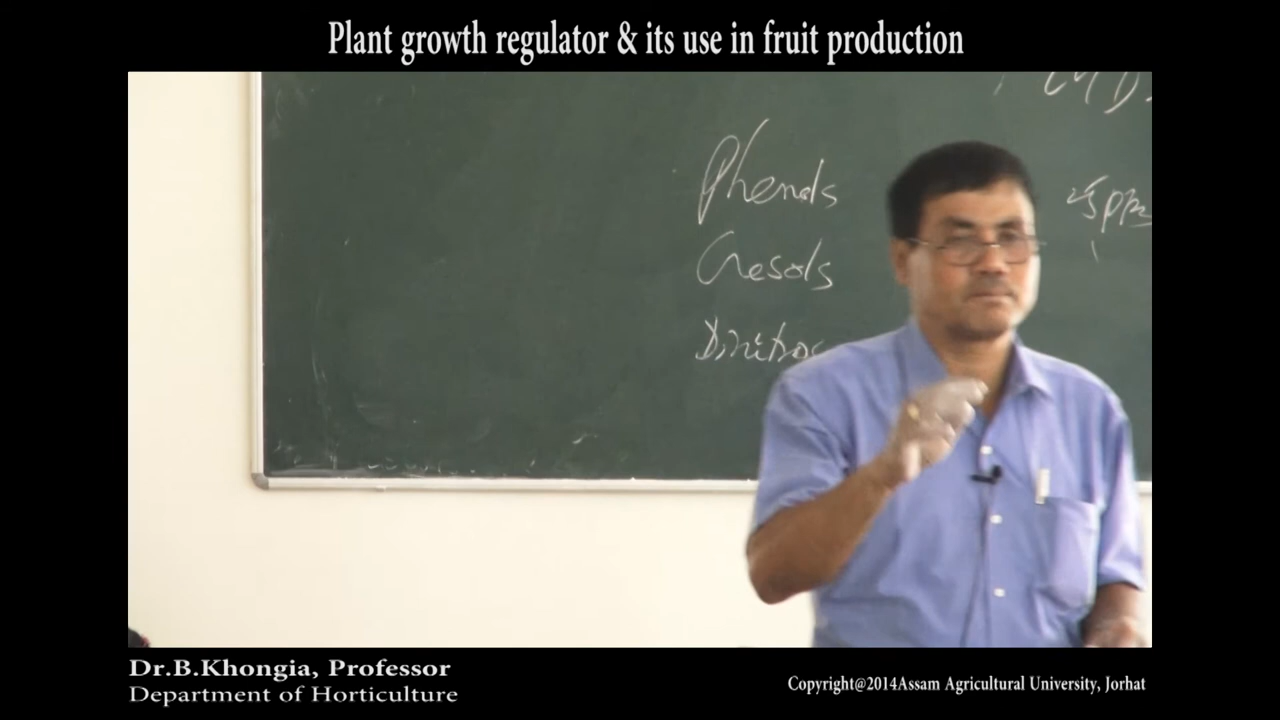 Plant growth regulator & its use in fruit production
Phenols
Cresols
Dinitro
Dr.B.Khongia, Professor
Department of Horticulture
Copyright@2014Assam Agricultural University, Jorhat